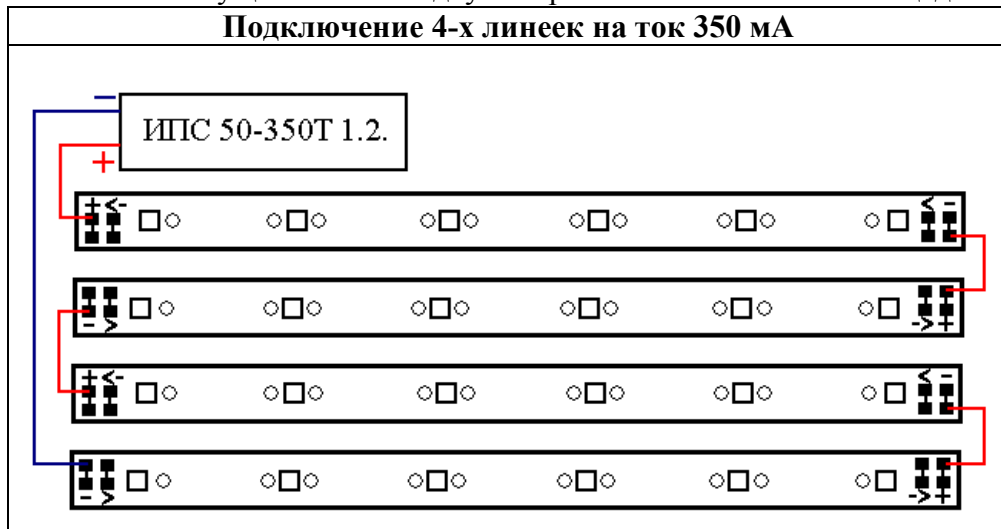 Подключение 4-х линеек на ток 350 мА
−
ИПС 50-350Т 1.2.
+
+ <- < -
- > -> +
+ <- < -
- > -> +